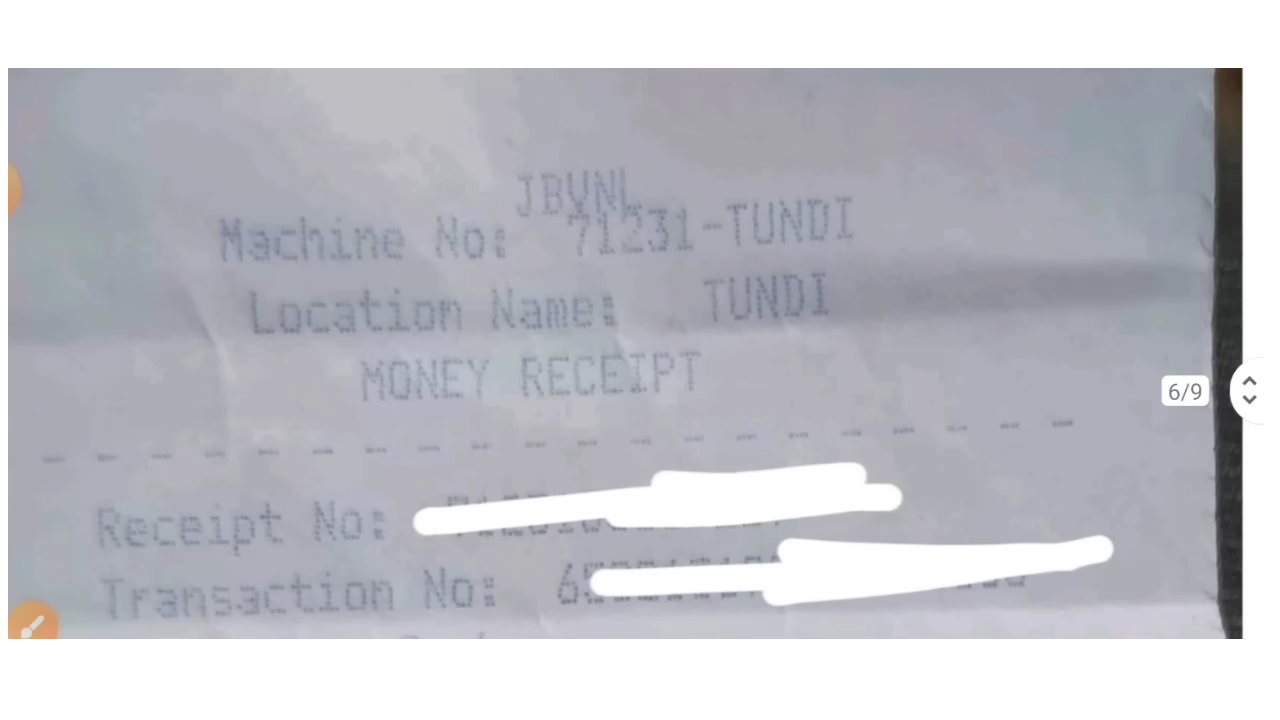 JBVNL
Machine No: 71231-TUNDI
Location Name: TUNDI
MONEY RECEIPT
6/9
Receipt No:
Transaction No: